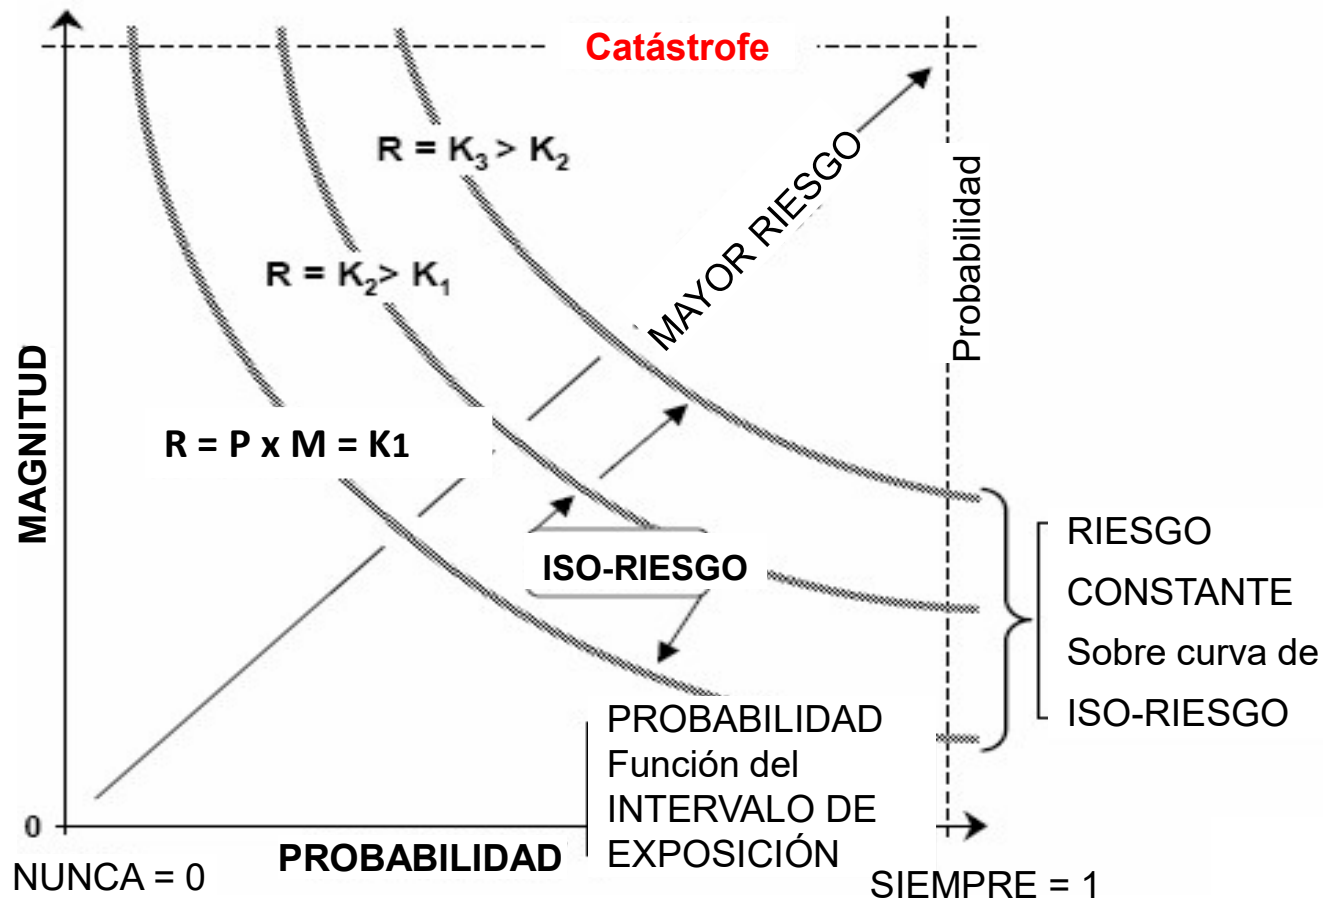 Catástrofe
R = K3 > K2
R = K2> K1
R = P x M = K1
MAYOR RIESGO
Probabilidad
MAGNITUD
ISO-RIESGO
RIESGO
CONSTANTE
Sobre curva de
ISO-RIESGO
PROBABILIDAD
Función del
INTERVALO DE
EXPOSICIÓN
0
PROBABILIDAD
NUNCA = 0
SIEMPRE = 1